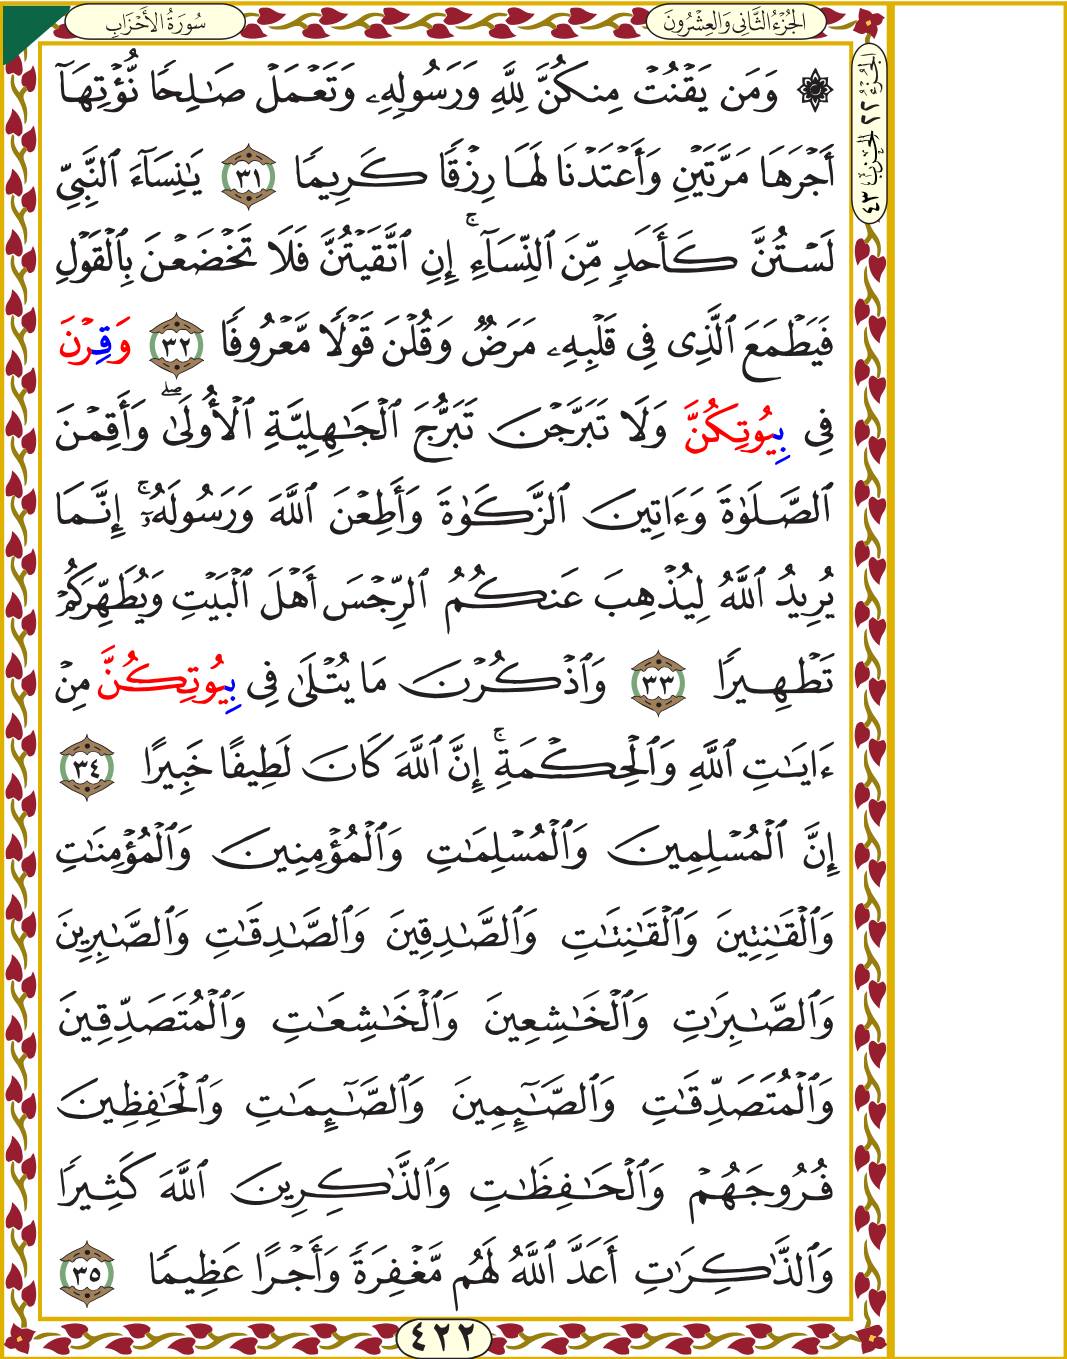 سُورَةُ الأَحْزَابِ
الجُزْءُ الثَّانِي وَالعِشْرُونَ
الجُزْءُ ٢٢ الحِزْبُ ٤٣
۞ وَمَن يَقۡنُتۡ مِنكُنَّ لِلَّهِ وَرَسُولِهِۦ وَتَعۡمَلۡ صَٰلِحٗا نُّؤۡتِهَآ
أَجۡرَهَا مَرَّتَيۡنِ وَأَعۡتَدۡنَا لَهَا رِزۡقٗا كَرِيمٗا ٣١ يَٰنِسَآءَ ٱلنَّبِيِّ
لَسۡتُنَّ كَأَحَدٖ مِّنَ ٱلنِّسَآءِۚ إِنِ ٱتَّقَيۡتُنَّ فَلَا تَخۡضَعۡنَ بِٱلۡقَوۡلِ
فَيَطۡمَعَ ٱلَّذِي فِي قَلۡبِهِۦ مَرَضٞ وَقُلۡنَ قَوۡلٗا مَّعۡرُوفٗا ٣٢ وَقِرۡنَ
فِي بِيُوتِكُنَّ وَلَا تَبَرَّجۡنَ تَبَرُّجَ ٱلۡجَٰهِلِيَّةِ ٱلۡأُولَىٰۖ وَأَقِمۡنَ
ٱلصَّلَوٰةَ وَءَاتِينَ ٱلزَّكَوٰةَ وَأَطِعۡنَ ٱللَّهَ وَرَسُولَهُۥٓۚ إِنَّمَا
يُرِيدُ ٱللَّهُ لِيُذۡهِبَ عَنكُمُ ٱلرِّجۡسَ أَهۡلَ ٱلۡبَيۡتِ وَيُطَهِّرَكُمۡ
تَطۡهِيرٗا ٣٣ وَٱذۡكُرۡنَ مَا يُتۡلَىٰ فِي بِيُوتِكُنَّ مِنۡ
ءَايَٰتِ ٱللَّهِ وَٱلۡحِكۡمَةِۚ إِنَّ ٱللَّهَ كَانَ لَطِيفًا خَبِيرًا ٣٤
إِنَّ ٱلۡمُسۡلِمِينَ وَٱلۡمُسۡلِمَٰتِ وَٱلۡمُؤۡمِنِينَ وَٱلۡمُؤۡمِنَٰتِ
وَٱلۡقَٰنِتِينَ وَٱلۡقَٰنِتَٰتِ وَٱلصَّٰدِقِينَ وَٱلصَّٰدِقَٰتِ وَٱلصَّٰبِرِينَ
وَٱلصَّٰبِرَٰتِ وَٱلۡخَٰشِعِينَ وَٱلۡخَٰشِعَٰتِ وَٱلۡمُتَصَدِّقِينَ
وَٱلۡمُتَصَدِّقَٰتِ وَٱلصَّٰٓئِمِينَ وَٱلصَّٰٓئِمَٰتِ وَٱلۡحَٰفِظِينَ
فُرُوجَهُمۡ وَٱلۡحَٰفِظَٰتِ وَٱلذَّٰكِرِينَ ٱللَّهَ كَثِيرٗا
وَٱلذَّٰكِرَٰتِ أَعَدَّ ٱللَّهُ لَهُم مَّغۡفِرَةٗ وَأَجۡرًا عَظِيمٗا ٣٥
٤٢٢